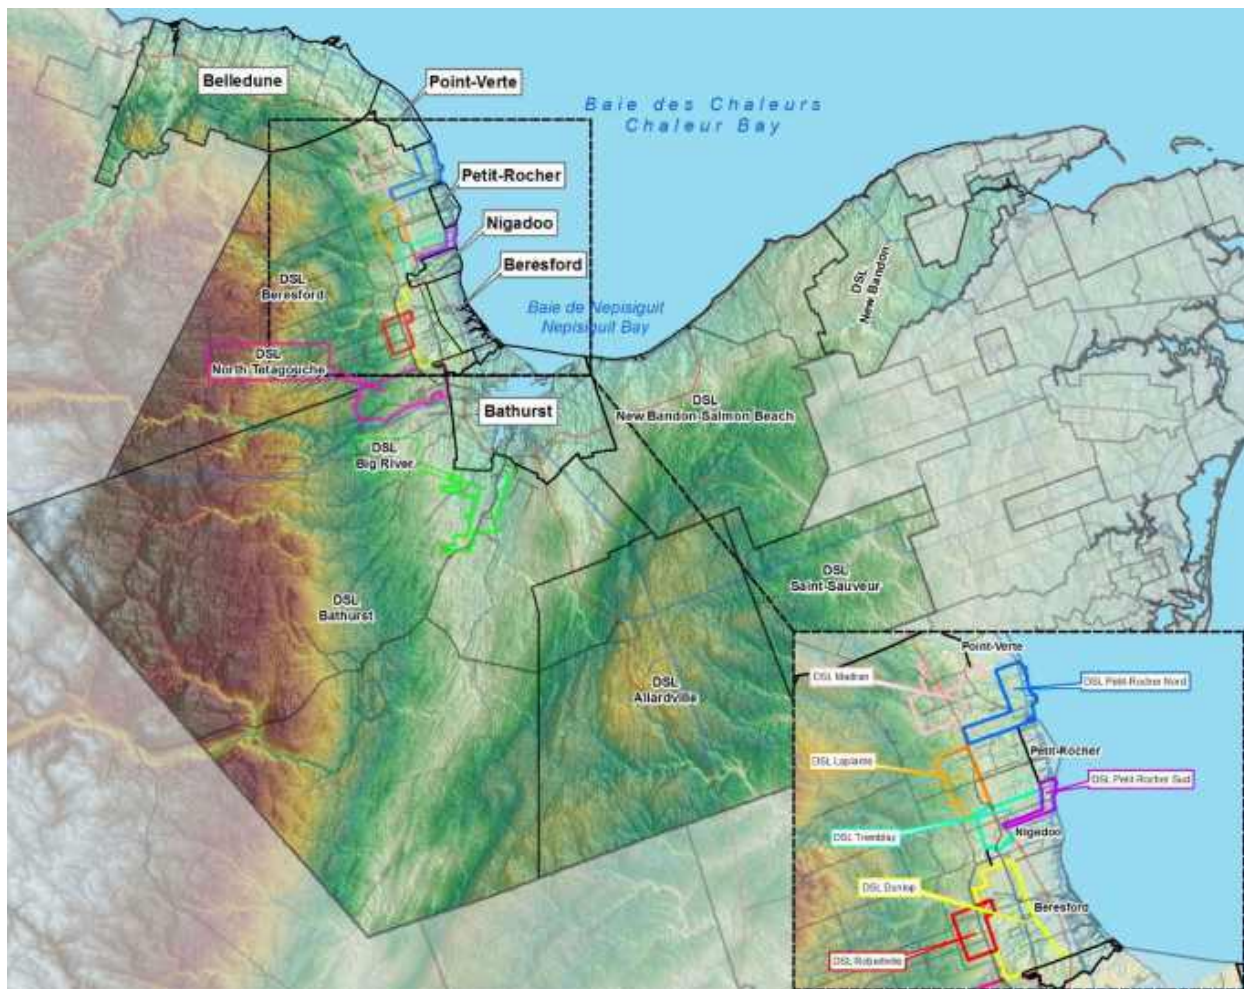 Belledune
Point-Verte
Baie des Chaleurs
Chaleur Bay
Petit-Rocher
Nigadoo
Beresford
DSL
Beresford
Baie de Nepisiguit
Nepisiguit Bay
DSL
New Bandon
DSL
North Tetagouche
Bathurst
DSL
New Bandon-Salmon Beach
DSL
Big River
DSL
Saint-Sauveur
DSL
Bathurst
DSL
Allardville
Point-Verte
DSL Madran
DSL Petit-Rocher Nord
Petit-Rocher
DSL Laplante
DSL Petit-Rocher Sud
DSL Tremblay
Nigadoo
DSL Dunlop
Beresford
DSL Robertville